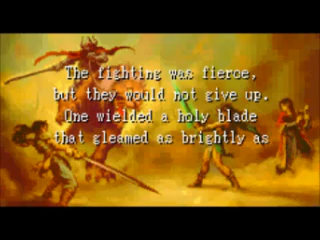 The fighting was fierce,
but they would not give up.
One wielded a holy blade
that gleamed as brightly as